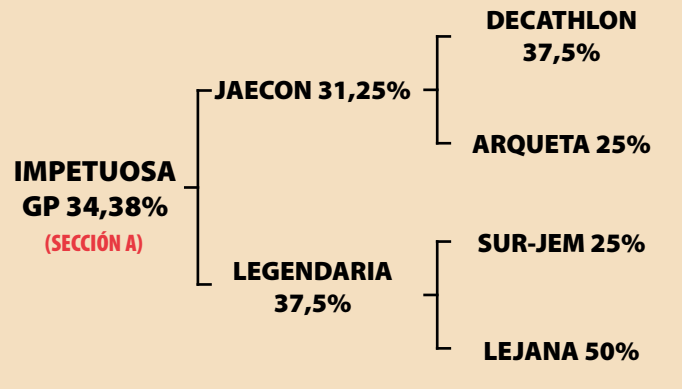 DECATHLON
37,5%
JAECON 31,25%
ARQUETA 25%
IMPETUOSA
GP 34,38%
(SECCIÓN A)
SUR-JEM 25%
LEGENDARIA
37,5%
LEJANA 50%